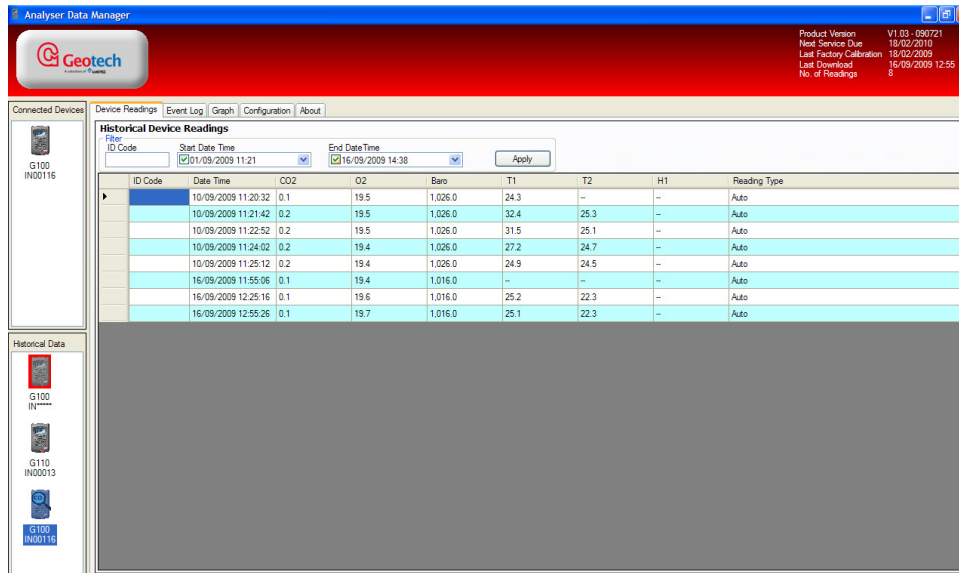 Analyser Data Manager
Geotech
Product Version V1.03 - 090721
Next Service Due 18/02/2010
Last Factory Calibration 18/02/2009
Last Download 16/09/2009 12:55
No. of Readings 8
Connected Devices
G100
IN00116
Device Readings Event Log Graph Configuration About
Historical Device Readings
Filter
ID Code Start Date Time End DateTime
01/09/2009 11:21 16/09/2009 14:38 Apply
ID Code Date Time CO2 O2 Baro T1 T2 H1 Reading Type
10/09/2009 11:20:32 0.1 19.5 1,026.0 24.3 -- -- Auto
10/09/2009 11:21:42 0.2 19.5 1,026.0 32.4 25.3 -- Auto
10/09/2009 11:22:52 0.2 19.5 1,026.0 31.5 25.1 -- Auto
10/09/2009 11:24:02 0.2 19.4 1,026.0 27.2 24.7 -- Auto
10/09/2009 11:25:12 0.2 19.4 1,026.0 24.9 24.5 -- Auto
16/09/2009 11:55:06 0.1 19.4 1,016.0 -- -- -- Auto
16/09/2009 12:25:16 0.1 19.6 1,016.0 25.2 22.3 -- Auto
16/09/2009 12:55:26 0.1 19.7 1,016.0 25.1 22.3 -- Auto
Historical Data
G100
IN*****
G110
IN00013
G100
IN00116